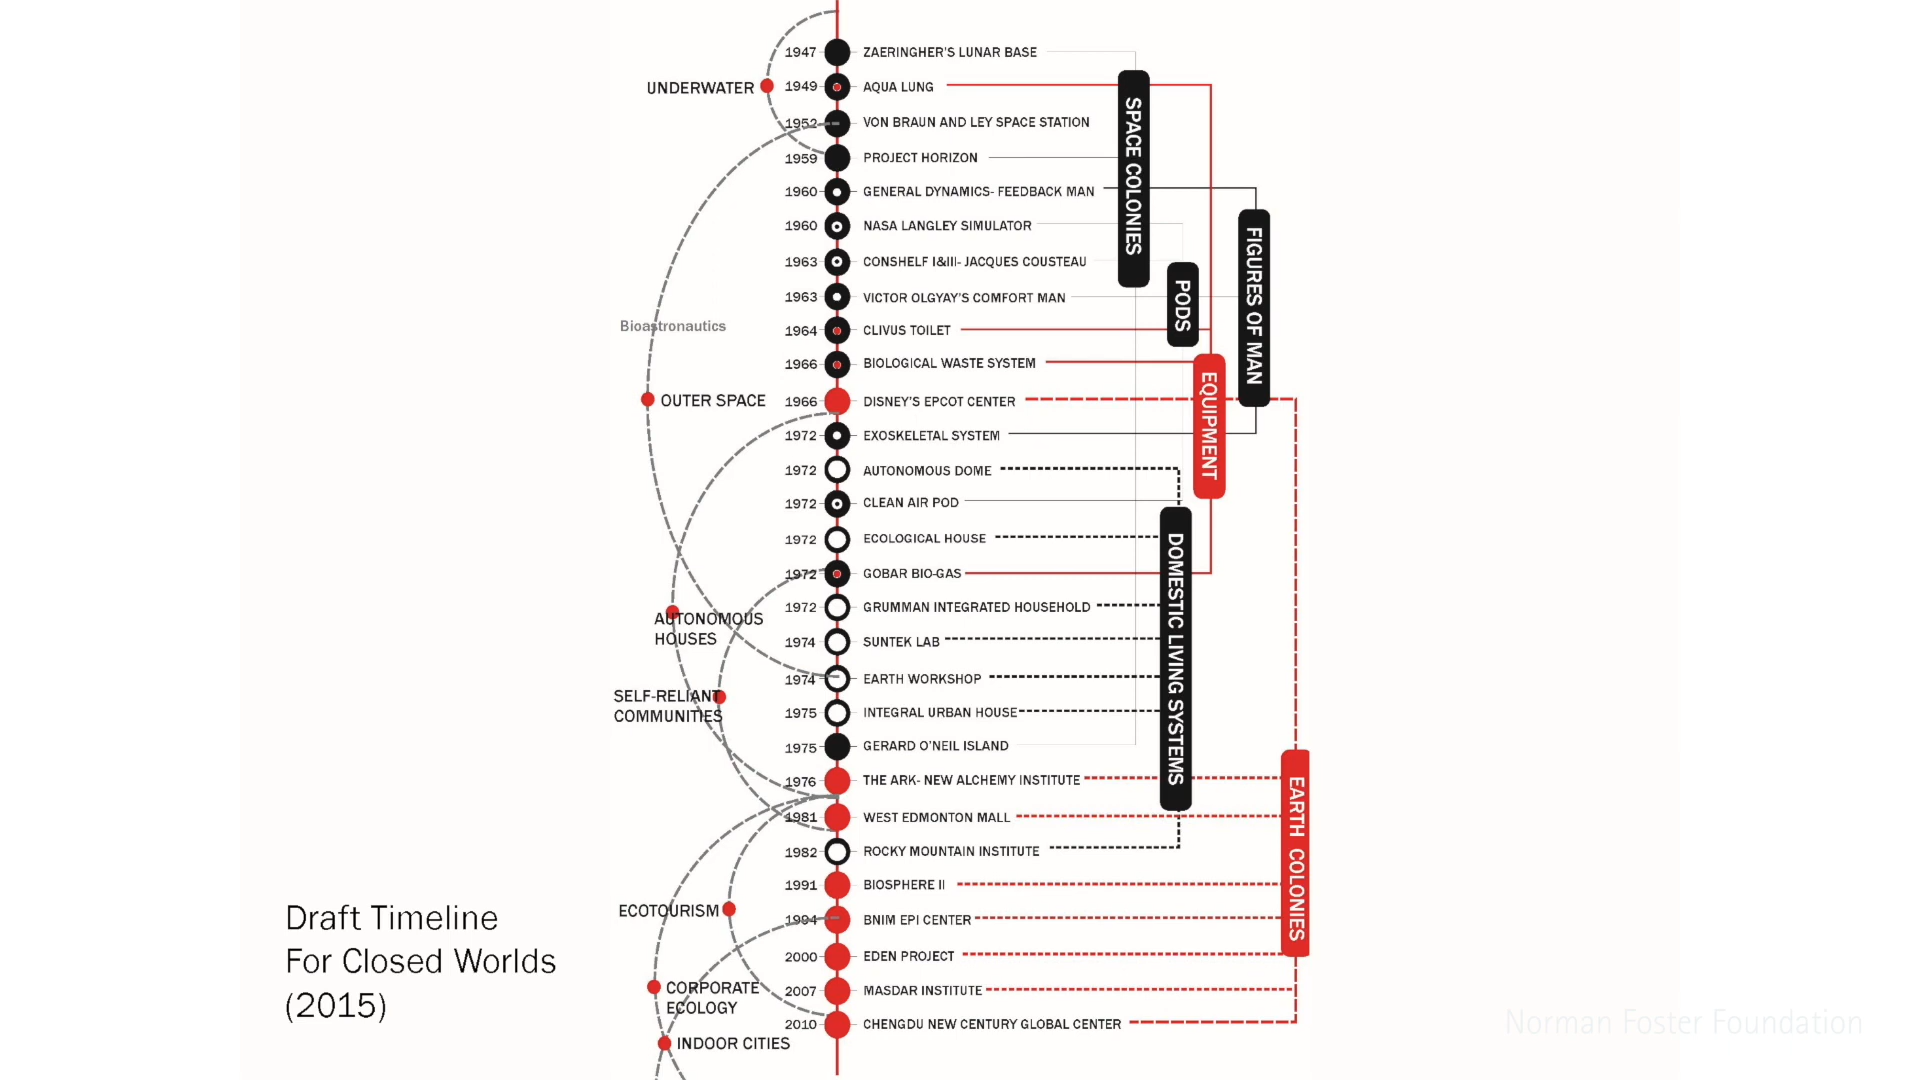 1947 ZAERINGHER'S LUNAR BASE
UNDERWATER
1949 AQUA LUNG
1952 VON BRAUN AND LEY SPACE STATION
1959 PROJECT HORIZON
1960 GENERAL DYNAMICS- FEEDBACK MAN
1960 NASA LANGLEY SIMULATOR
1963 CONSHELF I&III- JACQUES COUSTEAU
1963 VICTOR OLGYAY'S COMFORT MAN
Bioastronautics
1964 CLIVUS TOILET
1966 BIOLOGICAL WASTE SYSTEM
OUTER SPACE
1966 DISNEY'S EPCOT CENTER
1972 EXOSKELETAL SYSTEM
1972 AUTONOMOUS DOME
1972 CLEAN AIR POD
1972 ECOLOGICAL HOUSE
1972 GOBAR BIO-GAS
1972 GRUMMAN INTEGRATED HOUSEHOLD
AUTONOMOUS
HOUSES
1974 SUNTEK LAB
1974 EARTH WORKSHOP
SELF-RELIANT
COMMUNITIES
1975 INTEGRAL URBAN HOUSE
1975 GERARD O'NEIL ISLAND
1976 THE ARK- NEW ALCHEMY INSTITUTE
1981 WEST EDMONTON MALL
1982 ROCKY MOUNTAIN INSTITUTE
1991 BIOSPHERE II
ECOTOURISM
1994 BNIM EPI CENTER
2000 EDEN PROJECT
2007 MASDAR INSTITUTE
CORPORATE
ECOLOGY
2010 CHENGDU NEW CENTURY GLOBAL CENTER
INDOOR CITIES
SPACE COLONIES
PODS
FIGURES OF MAN
EQUIPMENT
DOMESTIC LIVING SYSTEMS
EARTH COLONIES
Draft Timeline
For Closed Worlds
(2015)
Norman Foster Foundation